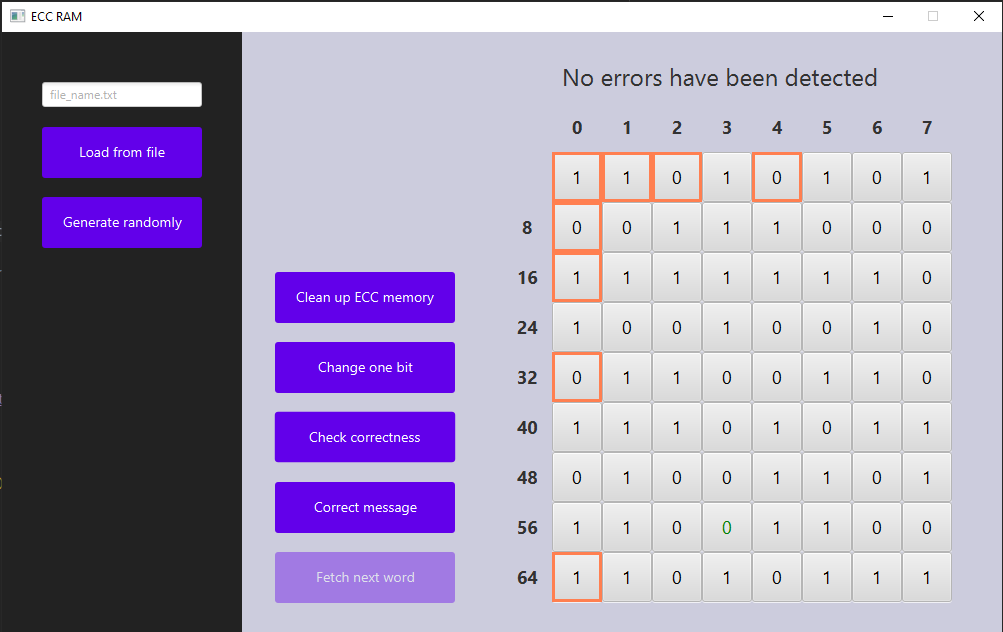 ECC RAM
file_name.txt
Load from file
Generate randomly
Clean up ECC memory
Change one bit
Check correctness
Correct message
Fetch next word
No errors have been detected
0 1 2 3 4 5 6 7
1 1 0 1 0 1 0 1
8 0 0 1 1 1 0 0 0
16 1 1 1 1 1 1 1 0
24 1 0 0 1 0 0 1 0
32 0 1 1 0 0 1 1 0
40 1 1 1 0 1 0 1 1
48 0 1 0 0 1 1 0 1
56 1 1 0 0 1 1 0 0
64 1 1 0 1 0 1 1 1